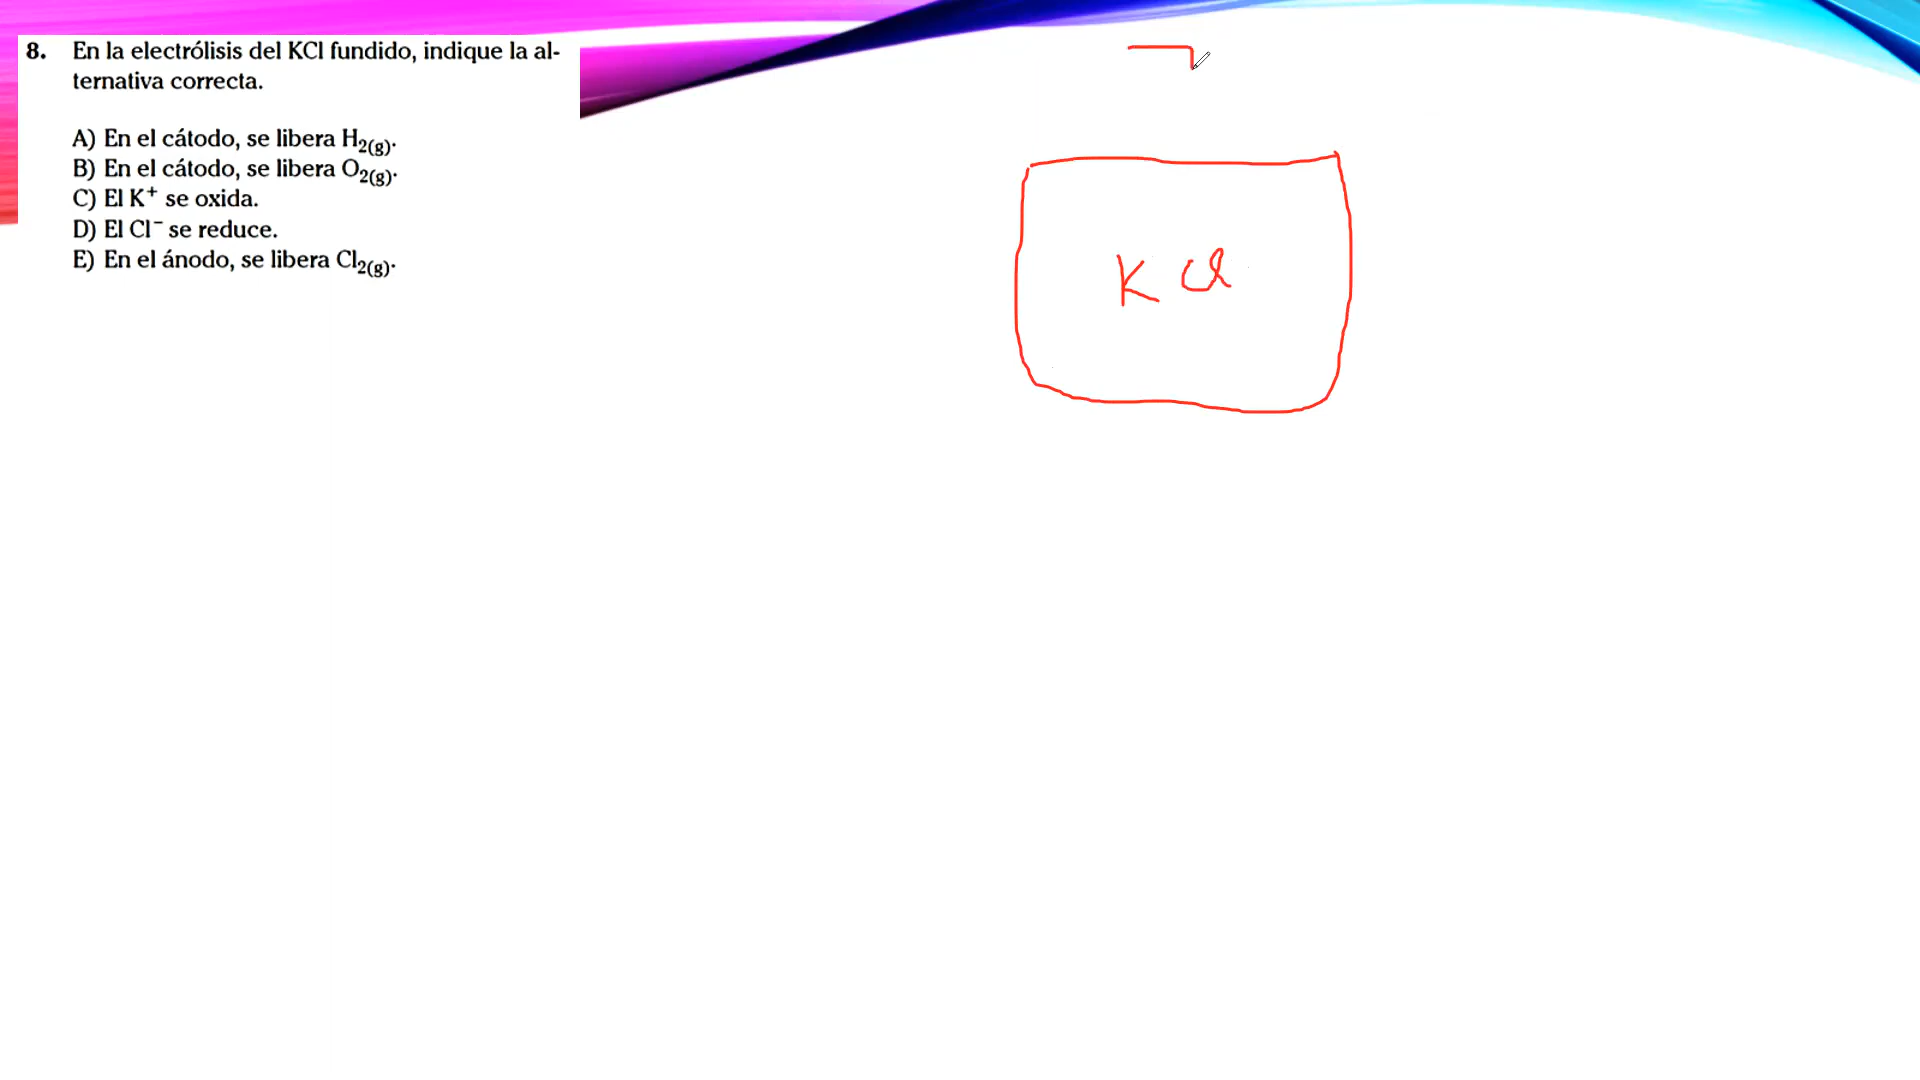 8. En la electrólisis del KCl fundido, indique la al-
ternativa correcta.
A) En el cátodo, se libera H₂(g).
B) En el cátodo, se libera O₂(g).
C) El K⁺ se oxida.
D) El Cl⁻ se reduce.
E) En el ánodo, se libera Cl₂(g).
K Cl